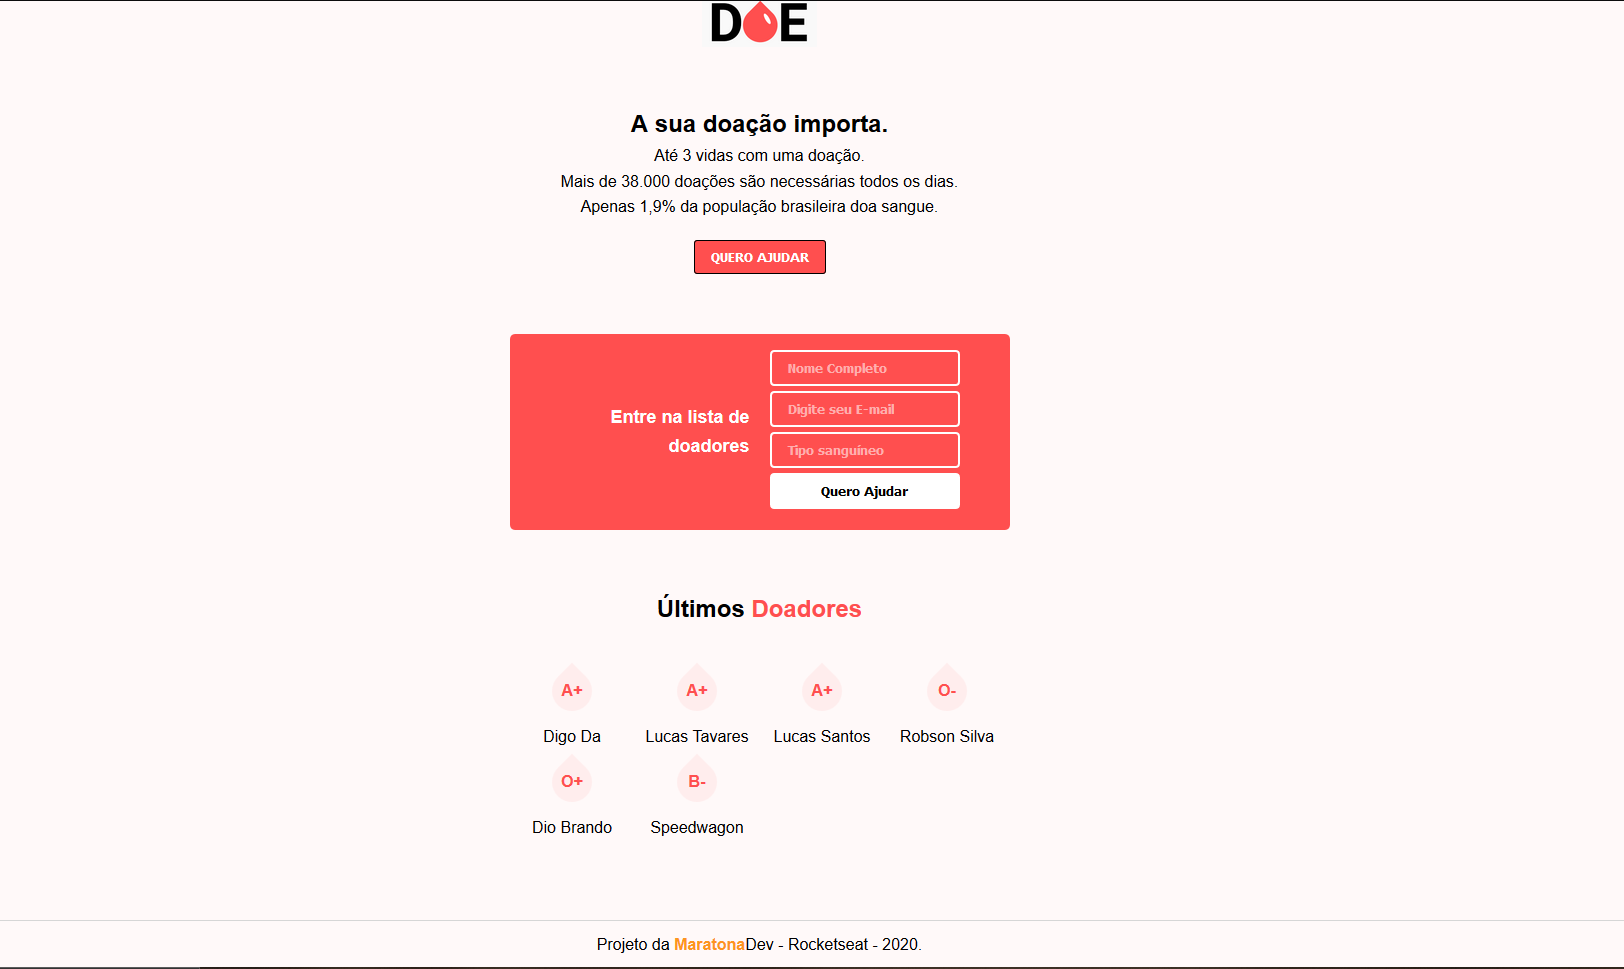 DOE
A sua doação importa.
Até 3 vidas com uma doação.
Mais de 38.000 doações são necessárias todos os dias.
Apenas 1,9% da população brasileira doa sangue.
QUERO AJUDAR
Entre na lista de
doadores
Nome Completo
Digite seu E-mail
Tipo sanguíneo
Quero Ajudar
Últimos Doadores
A+ A+ A+ O-
Digo Da Lucas Tavares Lucas Santos Robson Silva
O+ B-
Dio Brando Speedwagon
Projeto da MaratonaDev - Rocketseat - 2020.